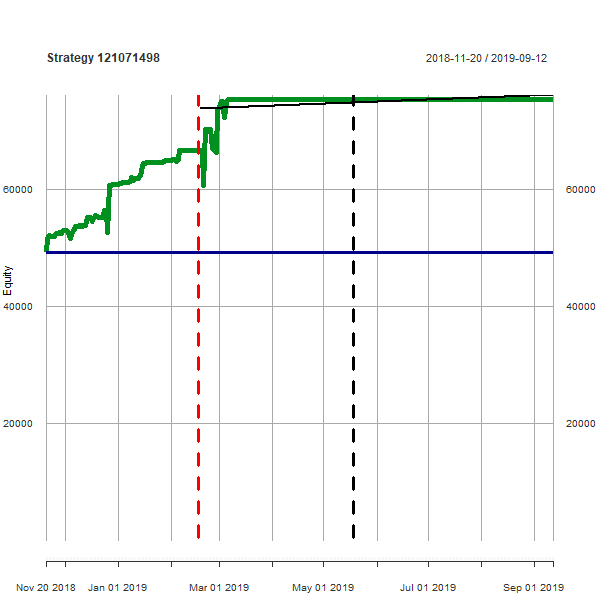 Strategy 121071498
2018-11-20 / 2019-09-12
60000
60000
Equity
40000
40000
20000
20000
Nov 20 2018
Jan 01 2019
Mar 01 2019
May 01 2019
Jul 01 2019
Sep 01 2019